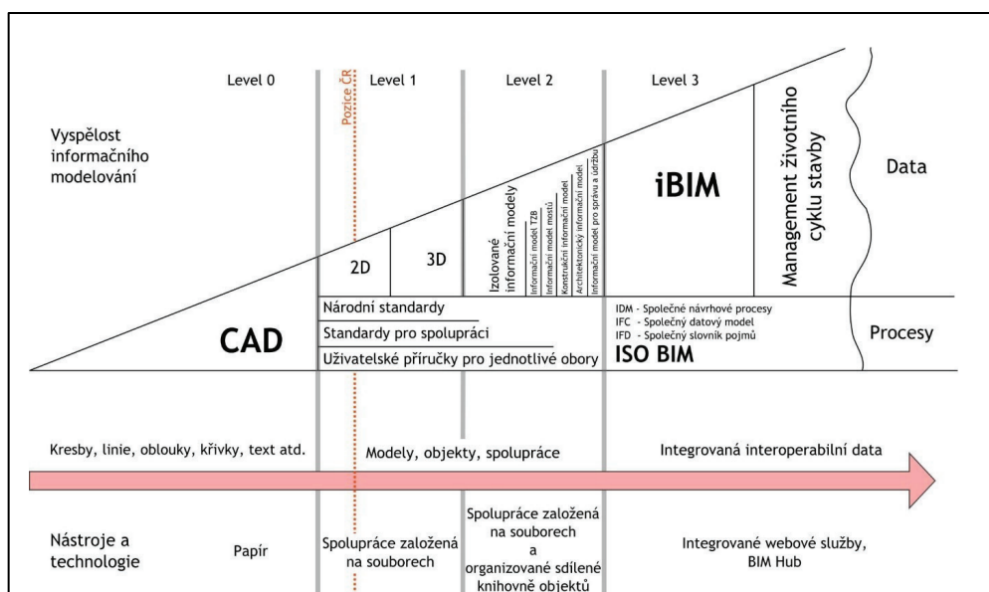 Level 0
Level 1
Level 2
Level 3
Pozice ČR
Vyspělost
informačního
modelování
2D
3D
Izolované
informační modely
Informační model TZB
Informační model mostů
Konstrukční informační model
Architektonický informační model
Informační model pro správu a údržbu
iBIM
Management životního
cyklu stavby
Data
CAD
Národní standardy
Standardy pro spolupráci
Uživatelské příručky pro jednotlivé obory
IDM - Společné návrhové procesy
IFC - Společný datový model
IFD - Společný slovník pojmů
ISO BIM
Procesy
Kresby, linie, oblouky, křivky, text atd.
Modely, objekty, spolupráce
Integrovaná interoperabilní data
Nástroje a
technologie
Papír
Spolupráce založená
na souborech
Spolupráce založená
na souborech
a
organizované sdílené
knihovně objektů
Integrované webové služby,
BIM Hub